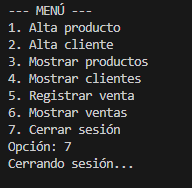 --- MENÚ ---
1. Alta producto
2. Alta cliente
3. Mostrar productos
4. Mostrar clientes
5. Registrar venta
6. Mostrar ventas
7. Cerrar sesión
Opción: 7
Cerrando sesión...